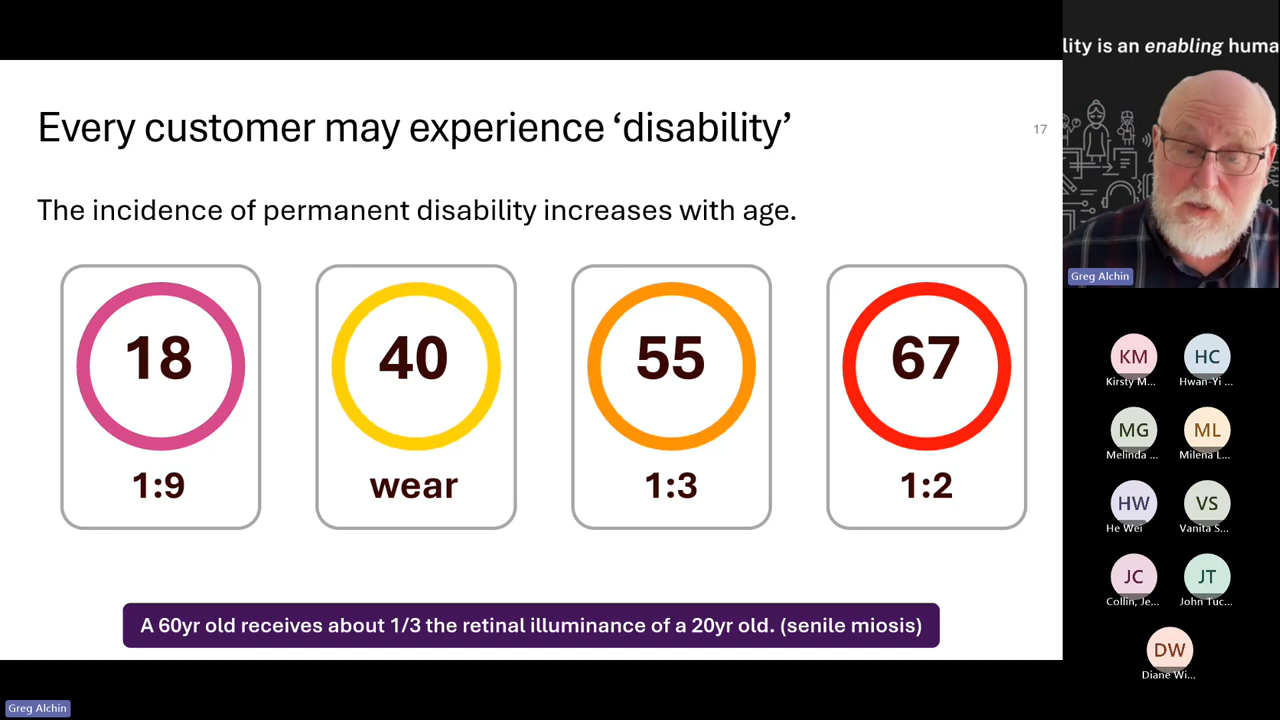 Every customer may experience ‘disability’
17
The incidence of permanent disability increases with age.
18
1:9
40
wear
55
1:3
67
1:2
A 60yr old receives about 1/3 the retinal illuminance of a 20yr old. (senile miosis)
lity is an enabling huma
Greg Alchin
KM
Kirsty M...
HC
Hwan-Yi ...
MG
Melinda ...
ML
Milena L...
HW
He Wei
VS
Vanita S...
JC
Collin, Je...
JT
John Tuc...
DW
Diane Wi...
Greg Alchin